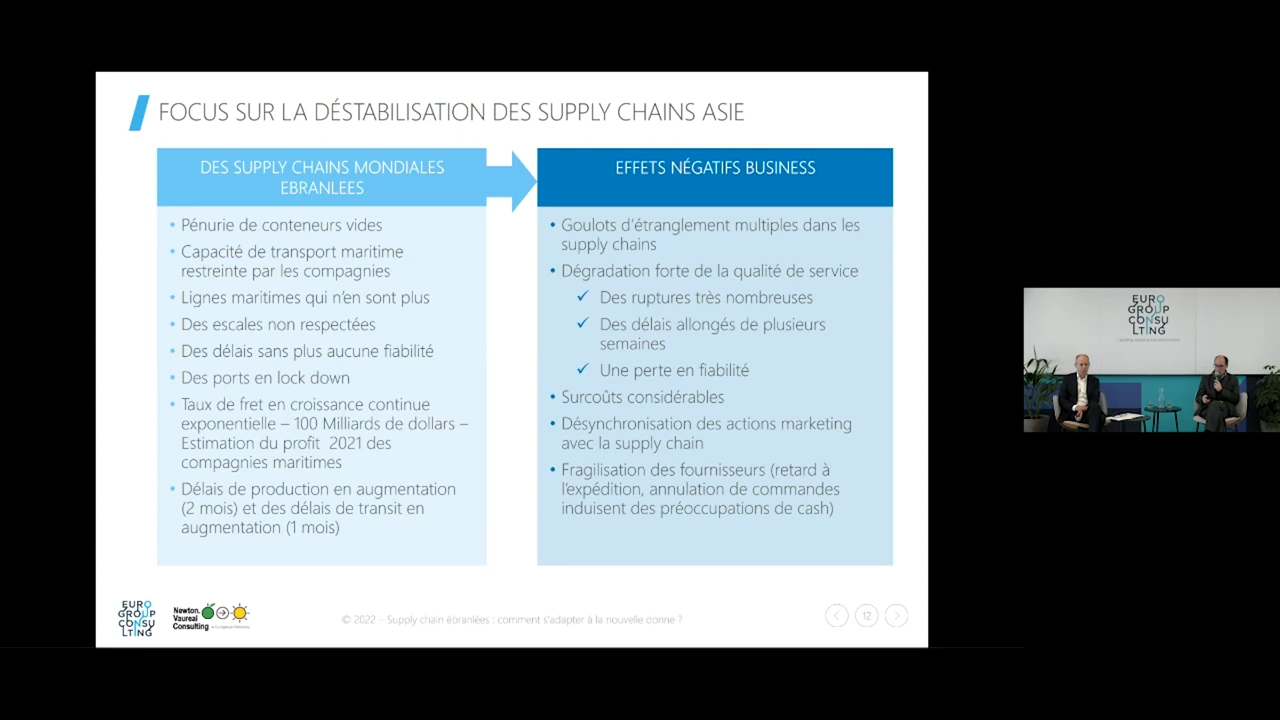 FOCUS SUR LA DÉSTABILISATION DES SUPPLY CHAINS ASIE
DES SUPPLY CHAINS MONDIALES
EBRANLEES
• Pénurie de conteneurs vides
• Capacité de transport maritime
restreinte par les compagnies
• Lignes maritimes qui n'en sont plus
• Des escales non respectées
• Des délais sans plus aucune fiabilité
• Des ports en lock down
• Taux de fret en croissance continue
exponentielle – 100 Milliards de dollars –
Estimation du profit 2021 des
compagnies maritimes
• Délais de production en augmentation
(2 mois) et des délais de transit en
augmentation (1 mois)
EFFETS NÉGATIFS BUSINESS
• Goulots d'étranglement multiples dans les
supply chains
• Dégradation forte de la qualité de service
✓ Des ruptures très nombreuses
✓ Des délais allongés de plusieurs
semaines
✓ Une perte en fiabilité
• Surcoûts considérables
• Désynchronisation des actions marketing
avec la supply chain
• Fragilisation des fournisseurs (retard à
l'expédition, annulation de commandes
induisent des préoccupations de cash)
EURO
GROUP
CONSU
LTING
Newton.
Vaureal
Consulting
© 2022 – Supply chain ébranlées : comment s'adapter à la nouvelle donne ?
12
EURO
GROUP
CONSU
LTING